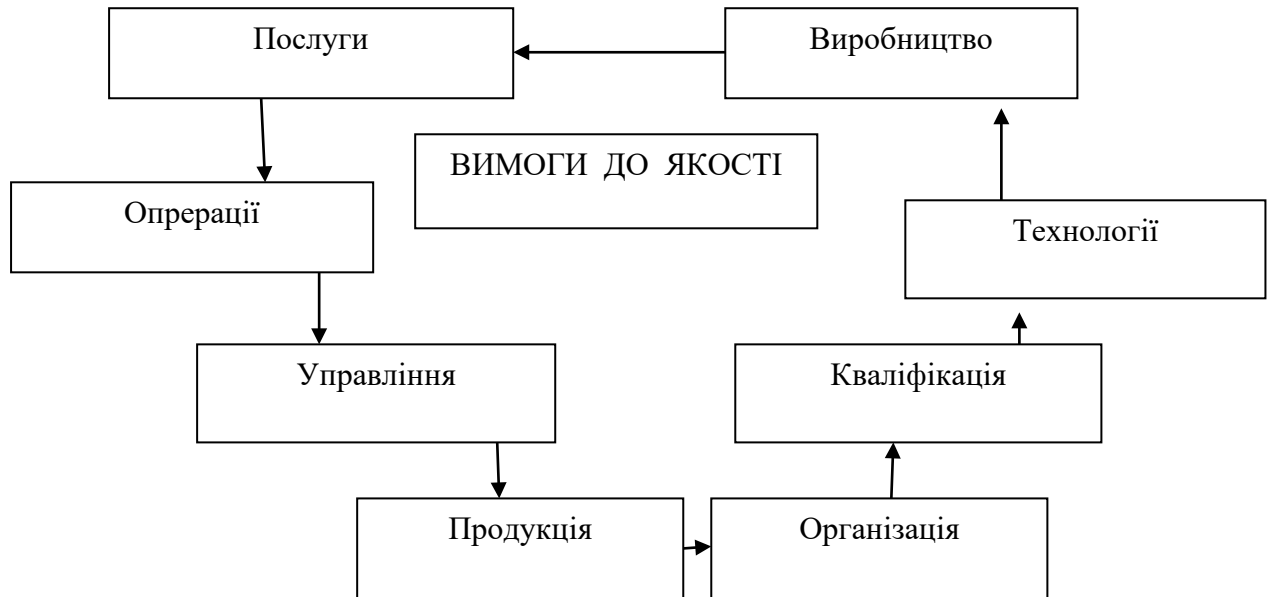 Послуги
Виробництво
ВИМОГИ ДО ЯКОСТІ
Опрерації
Технології
Управління
Кваліфікація
Продукція
Організація